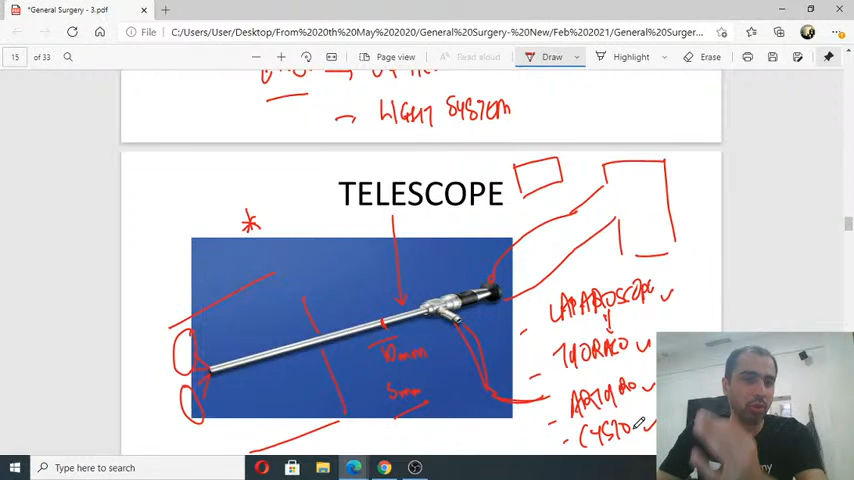 *General Surgery - 3.pdf
File
C:/Users/User/Desktop/From%2020th%20May%202020/General%20Surgery-%20New/Feb%202021/General%20Surger...
15 of 33
Page view
Read aloud
Draw
Highlight
Erase
LIGHT SYSTEM
TELESCOPE
*
10mm
5mm
- LAPAROSCOPE
- THORACO
- ARTHRO
- CYSTO
Type here to search
ENG